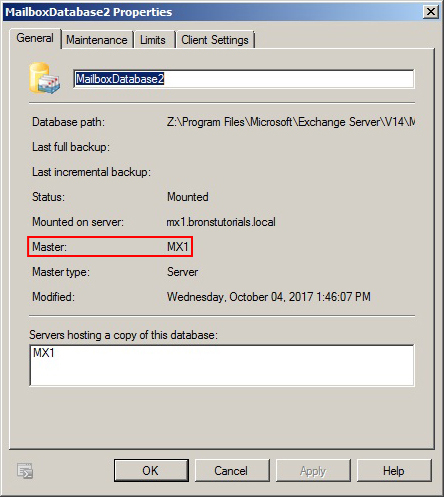 MailboxDatabase2 Properties
General Maintenance Limits Client Settings
MailboxDatabase2
Database path: Z:\Program Files\Microsoft\Exchange Server\V14\M
Last full backup:
Last incremental backup:
Status: Mounted
Mounted on server: mx1.bronstutorials.local
Master: MX1
Master type: Server
Modified: Wednesday, October 04, 2017 1:46:07 PM
Servers hosting a copy of this database:
MX1
OK Cancel Apply Help